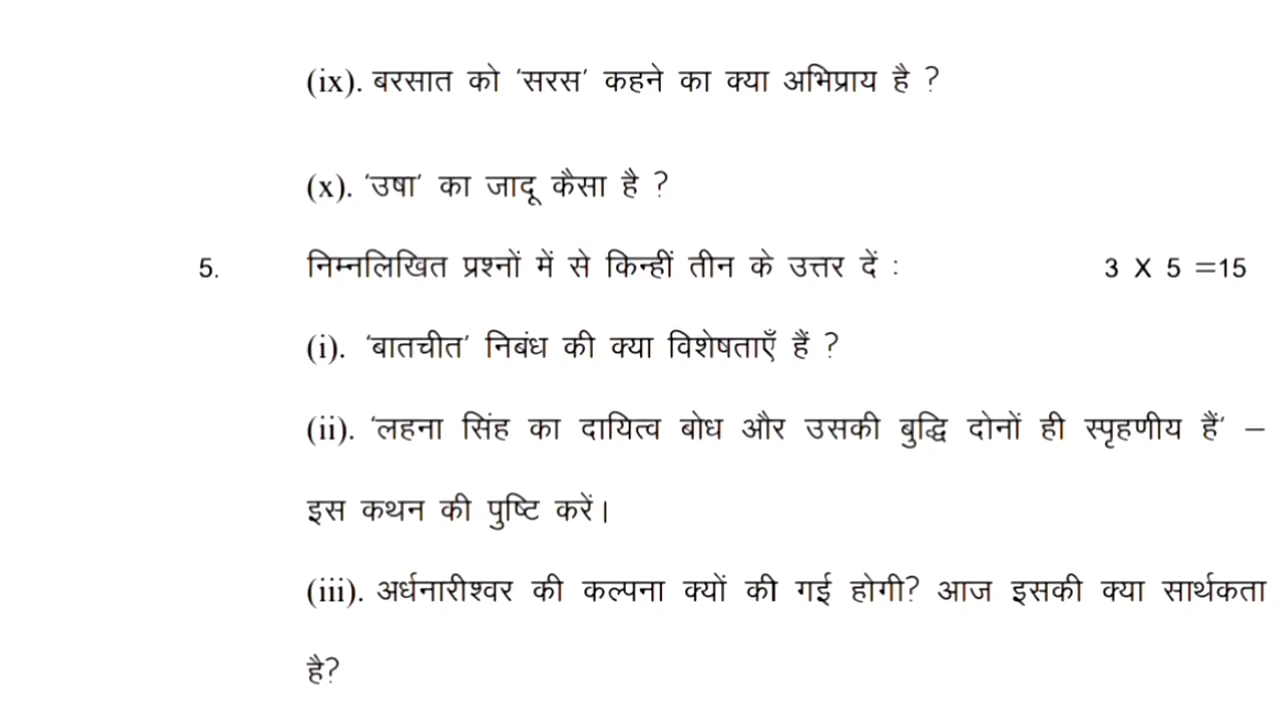 (ix). बरसात को 'सरस' कहने का क्या अभिप्राय है ?
(x). 'उषा' का जादू कैसा है ?
5. निम्नलिखित प्रश्नों में से किन्हीं तीन के उत्तर दें : 3 X 5 =15
(i). 'बातचीत' निबंध की क्या विशेषताएँ हैं ?
(ii). 'लहना सिंह का दायित्व बोध और उसकी बुद्धि दोनों ही स्पृहणीय हैं' –
इस कथन की पुष्टि करें।
(iii). अर्धनारीश्वर की कल्पना क्यों की गई होगी? आज इसकी क्या सार्थकता
है?